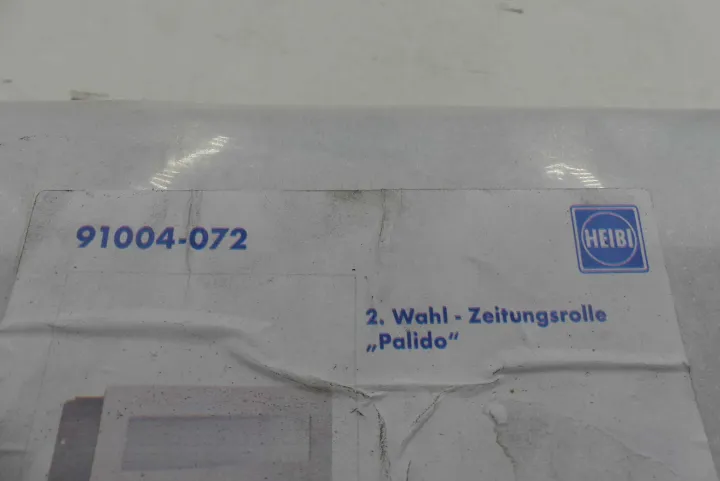 91004-072
HEIBI
2. Wahl - Zeitungsrolle
„Palido“